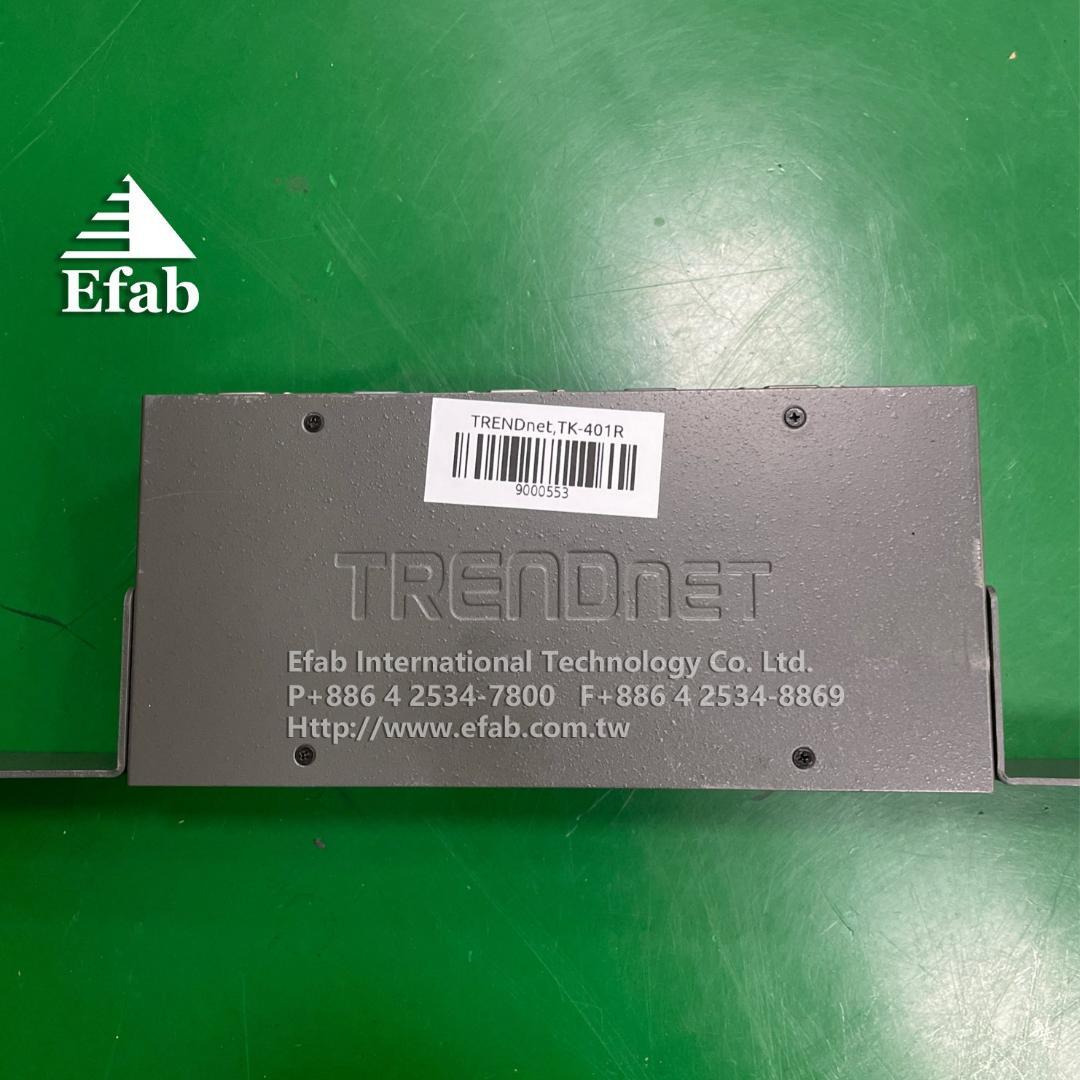 Efab
TRENDnet,TK-401R
9000553
TRENDNET
Efab International Technology Co. Ltd.
P+886 4 2534-7800 F+886 4 2534-8869
Http://www.efab.com.tw